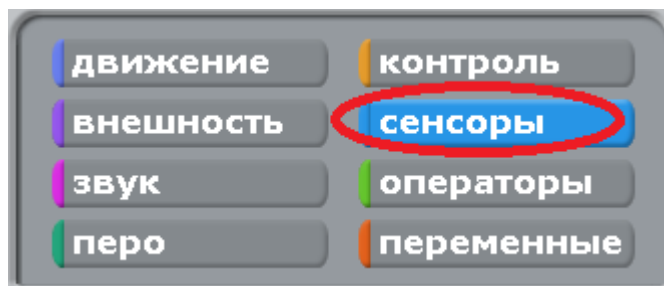 движение контроль
внешность сенсоры
звук операторы
перо переменные